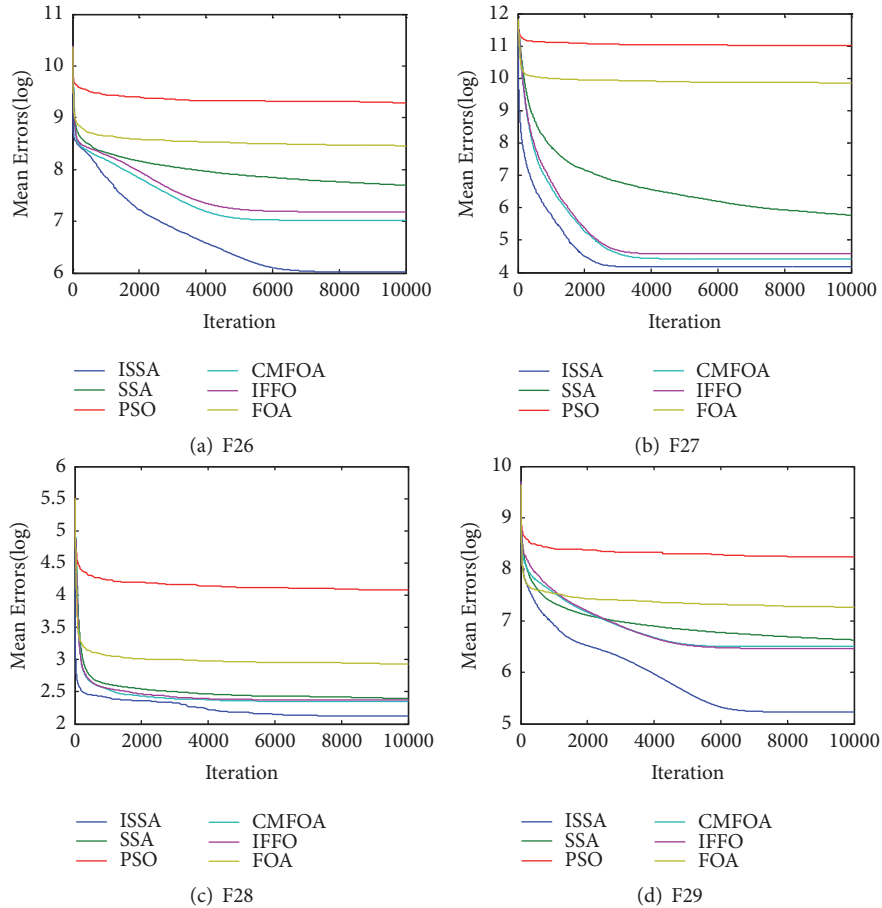 11
10
9
8
7
6
Mean Errors(log)
0 2000 4000 6000 8000 10000
Iteration
ISSA
SSA
PSO
CMFOA
IFFO
FOA
(a) F26
12
11
10
9
8
7
6
5
4
Mean Errors(log)
0 2000 4000 6000 8000 10000
Iteration
ISSA
SSA
PSO
CMFOA
IFFO
FOA
(b) F27
6
5.5
5
4.5
4
3.5
3
2.5
2
Mean Errors(log)
0 2000 4000 6000 8000 10000
Iteration
ISSA
SSA
PSO
CMFOA
IFFO
FOA
(c) F28
10
9
8
7
6
5
Mean Errors(log)
0 2000 4000 6000 8000 10000
Iteration
ISSA
SSA
PSO
CMFOA
IFFO
FOA
(d) F29